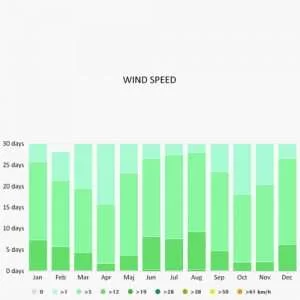 WIND SPEED
30 days
25 days
20 days
15 days
10 days
5 days
0 days
Jan Feb Mar Apr May Jun Jul Aug Sep Oct Nov Dec
0 >1 >5 >12 >19 >28 >38 >50 >61 km/h